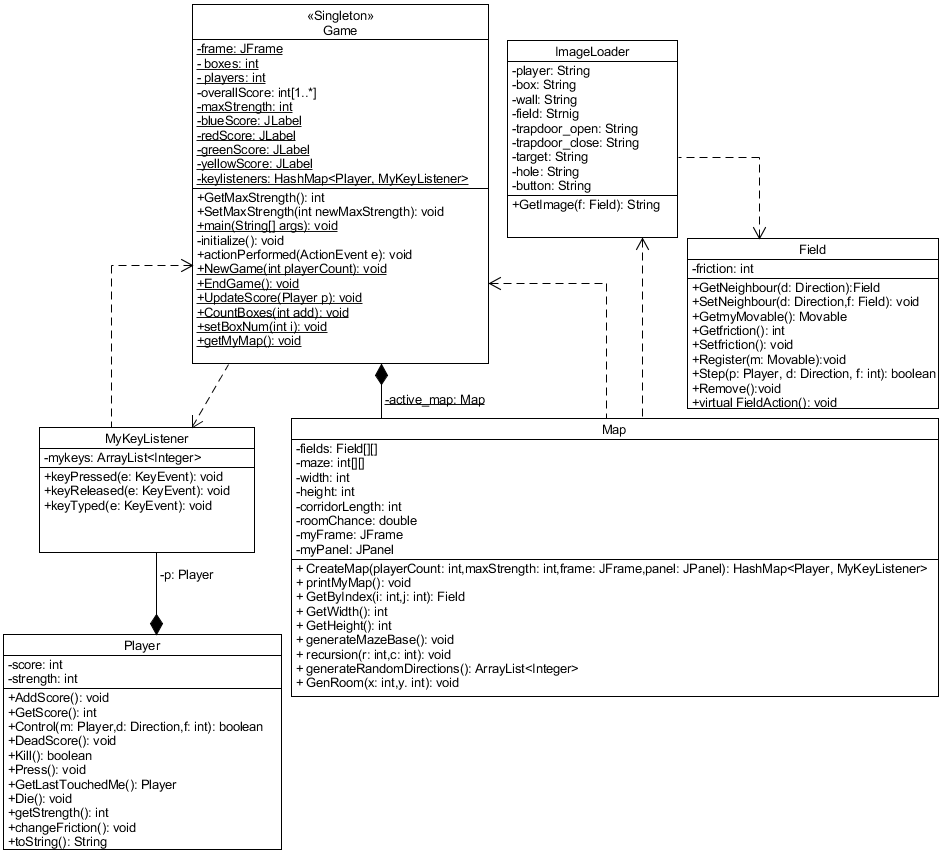 «Singleton»
Game
-frame: JFrame
- boxes: int
- players: int
-overallScore: int[1..*]
-maxStrength: int
-blueScore: JLabel
-redScore: JLabel
-greenScore: JLabel
-yellowScore: JLabel
-keylisteners: HashMap<Player, MyKeyListener>
+GetMaxStrength(): int
+SetMaxStrength(int newMaxStrength): void
+main(String[] args): void
-initialize(): void
+actionPerformed(ActionEvent e): void
+NewGame(int playerCount): void
+EndGame(): void
+UpdateScore(Player p): void
+CountBoxes(int add): void
+setBoxNum(int i): void
+getMyMap(): void
ImageLoader
-player: String
-box: String
-wall: String
-field: Strnig
-trapdoor_open: String
-trapdoor_close: String
-target: String
-hole: String
-button: String
+GetImage(f: Field): String
Field
-friction: int
+GetNeighbour(d: Direction):Field
+SetNeighbour(d: Direction,f: Field): void
+GetmyMovable(): Movable
+Getfriction(): int
+Setfriction(): void
+Register(m: Movable):void
+Step(p: Player, d: Direction, f: int): boolean
+Remove():void
+virtual FieldAction(): void
-active_map: Map
MyKeyListener
-mykeys: ArrayList<Integer>
+keyPressed(e: KeyEvent): void
+keyReleased(e: KeyEvent): void
+keyTyped(e: KeyEvent): void
-p: Player
Map
-fields: Field[][]
-maze: int[][]
-width: int
-height: int
-corridorLength: int
-roomChance: double
-myFrame: JFrame
-myPanel: JPanel
+ CreateMap(playerCount: int,maxStrength: int,frame: JFrame,panel: JPanel): HashMap<Player, MyKeyListener>
+ printMyMap(): void
+ GetByIndex(i: int,j: int): Field
+ GetWidth(): int
+ GetHeight(): int
+ generateMazeBase(): void
+ recursion(r: int,c: int): void
+ generateRandomDirections(): ArrayList<Integer>
+ GenRoom(x: int,y. int): void
Player
-score: int
-strength: int
+AddScore(): void
+GetScore(): int
+Control(m: Player,d: Direction,f: int): boolean
+DeadScore(): void
+Kill(): boolean
+Press(): void
+GetLastTouchedMe(): Player
+Die(): void
+getStrength(): int
+changeFriction(): void
+toString(): String